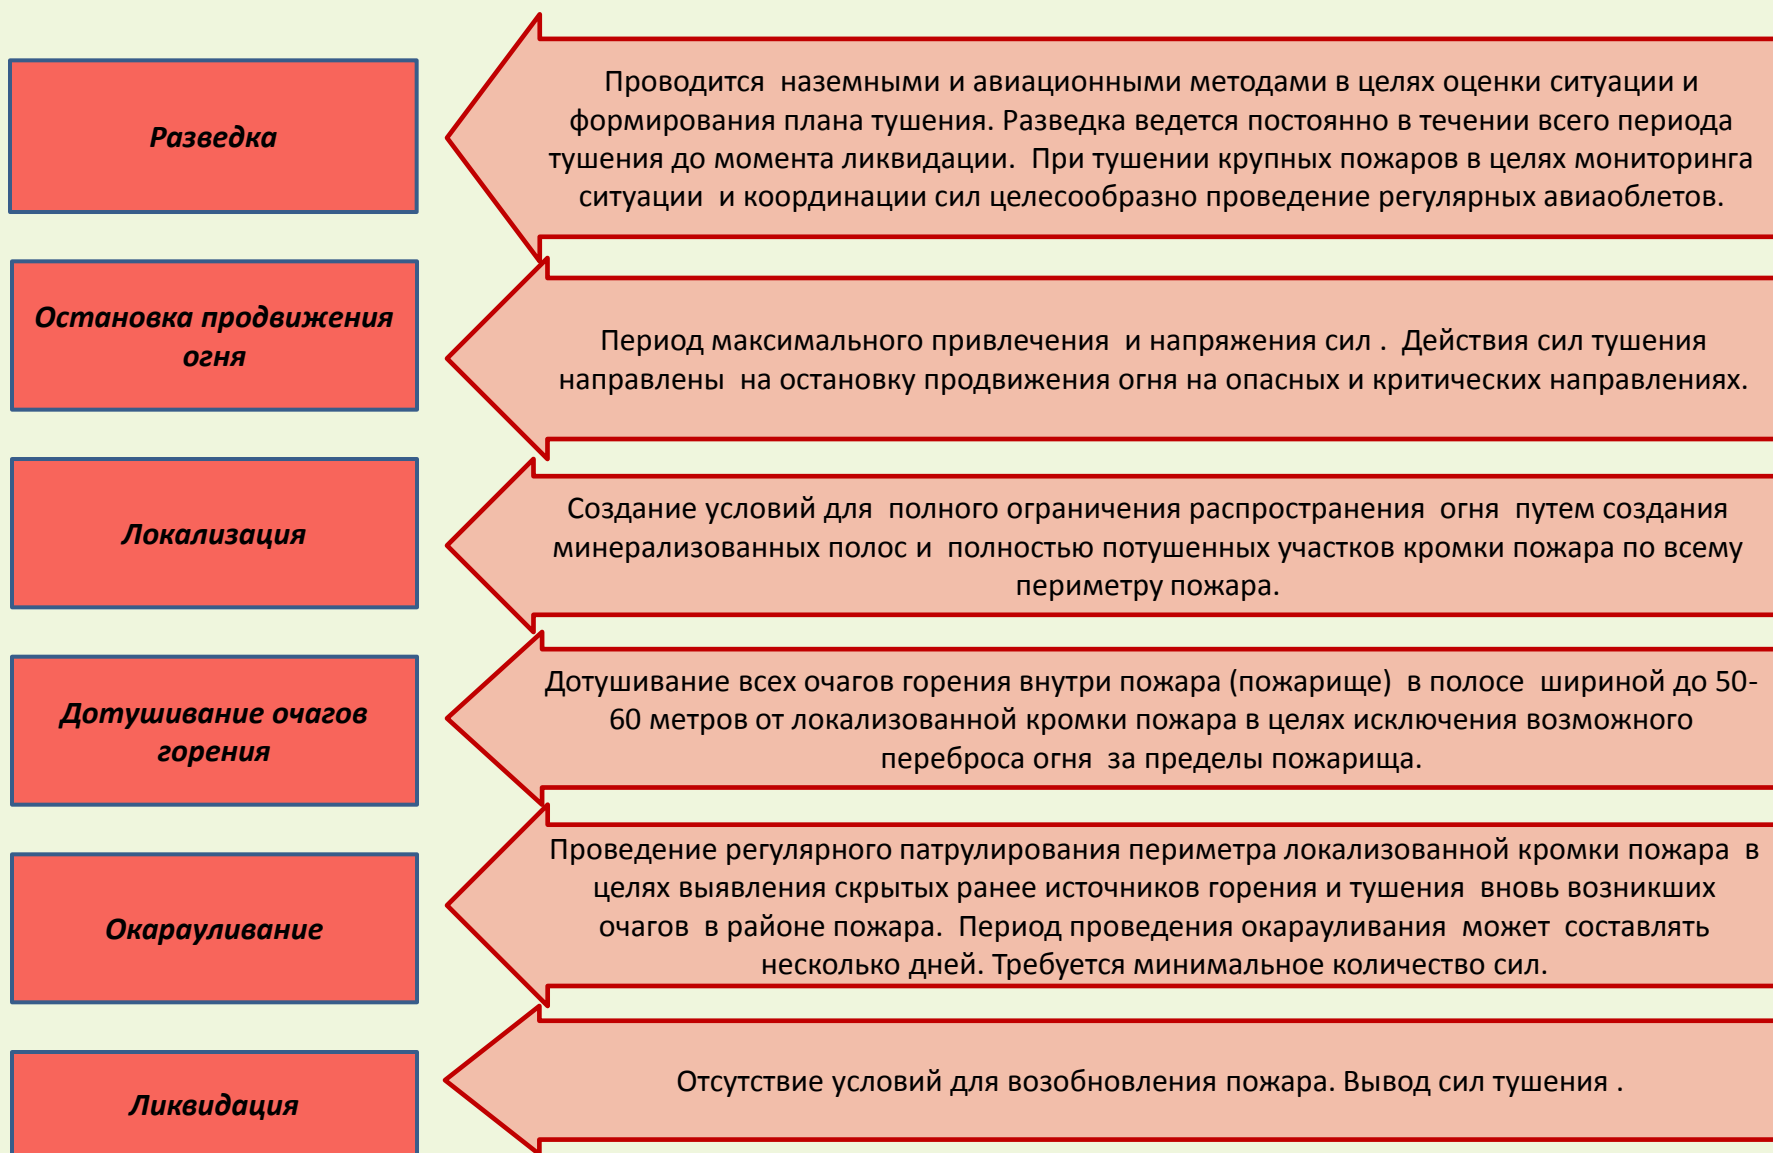 Разведка
Проводится наземными и авиационными методами в целях оценки ситуации и
формирования плана тушения. Разведка ведется постоянно в течении всего периода
тушения до момента ликвидации. При тушении крупных пожаров в целях мониторинга
ситуации и координации сил целесообразно проведение регулярных авиаоблетов.
Остановка продвижения
огня
Период максимального привлечения и напряжения сил . Действия сил тушения
направлены на остановку продвижения огня на опасных и критических направлениях.
Локализация
Создание условий для полного ограничения распространения огня путем создания
минерализованных полос и полностью потушенных участков кромки пожара по всему
периметру пожара.
Дотушивание очагов
горения
Дотушивание всех очагов горения внутри пожара (пожарище) в полосе шириной до 50-
60 метров от локализованной кромки пожара в целях исключения возможного
переброса огня за пределы пожарища.
Окарауливание
Проведение регулярного патрулирования периметра локализованной кромки пожара в
целях выявления скрытых ранее источников горения и тушения вновь возникших
очагов в районе пожара. Период проведения окарауливания может составлять
несколько дней. Требуется минимальное количество сил.
Ликвидация
Отсутствие условий для возобновления пожара. Вывод сил тушения .